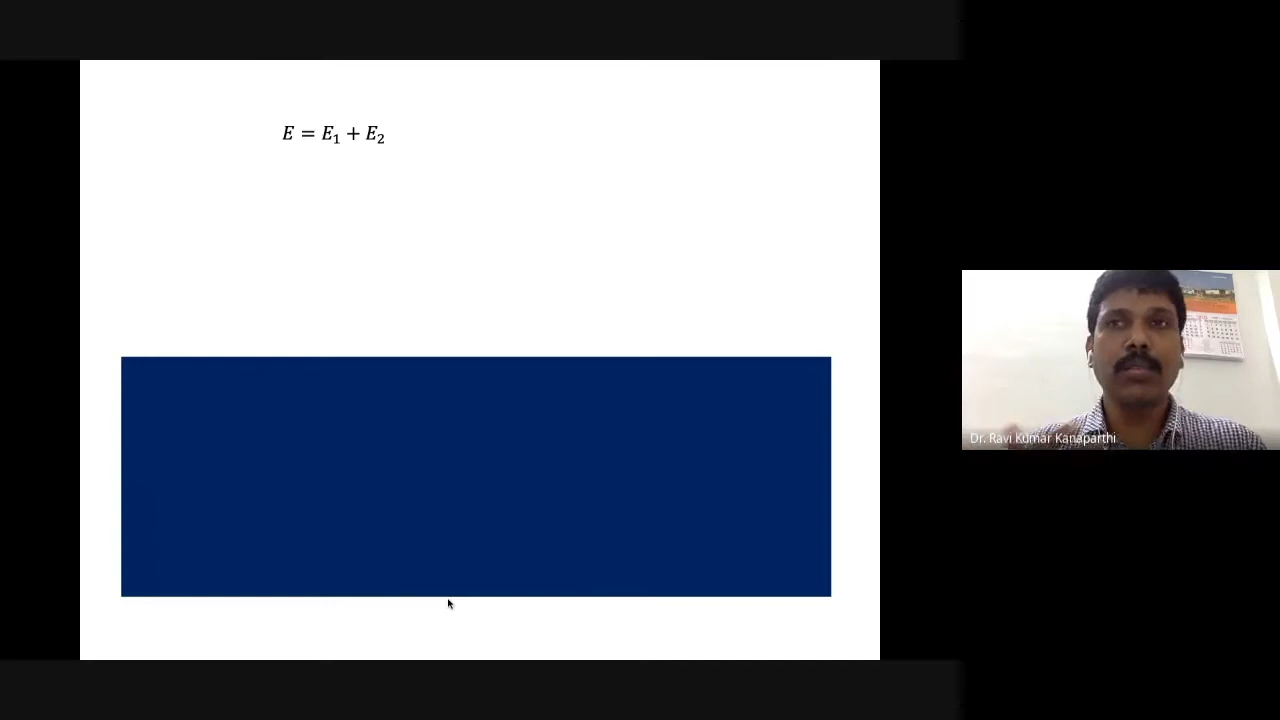 E = E₁ + E₂
Dr. Ravi Kumar Kanaparthi